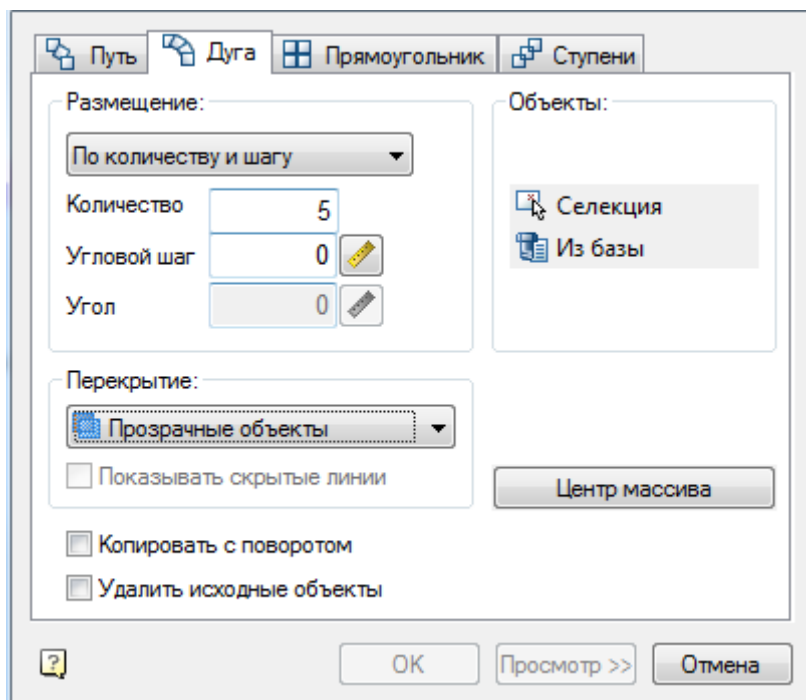 Путь Дуга Прямоугольник Ступени
Размещение:
По количеству и шагу
Количество 5
Угловой шаг 0
Угол 0
Объекты:
Селекция
Из базы
Перекрытие:
Прозрачные объекты
Показывать скрытые линии
Центр массива
Копировать с поворотом
Удалить исходные объекты
? OK Просмотр >> Отмена